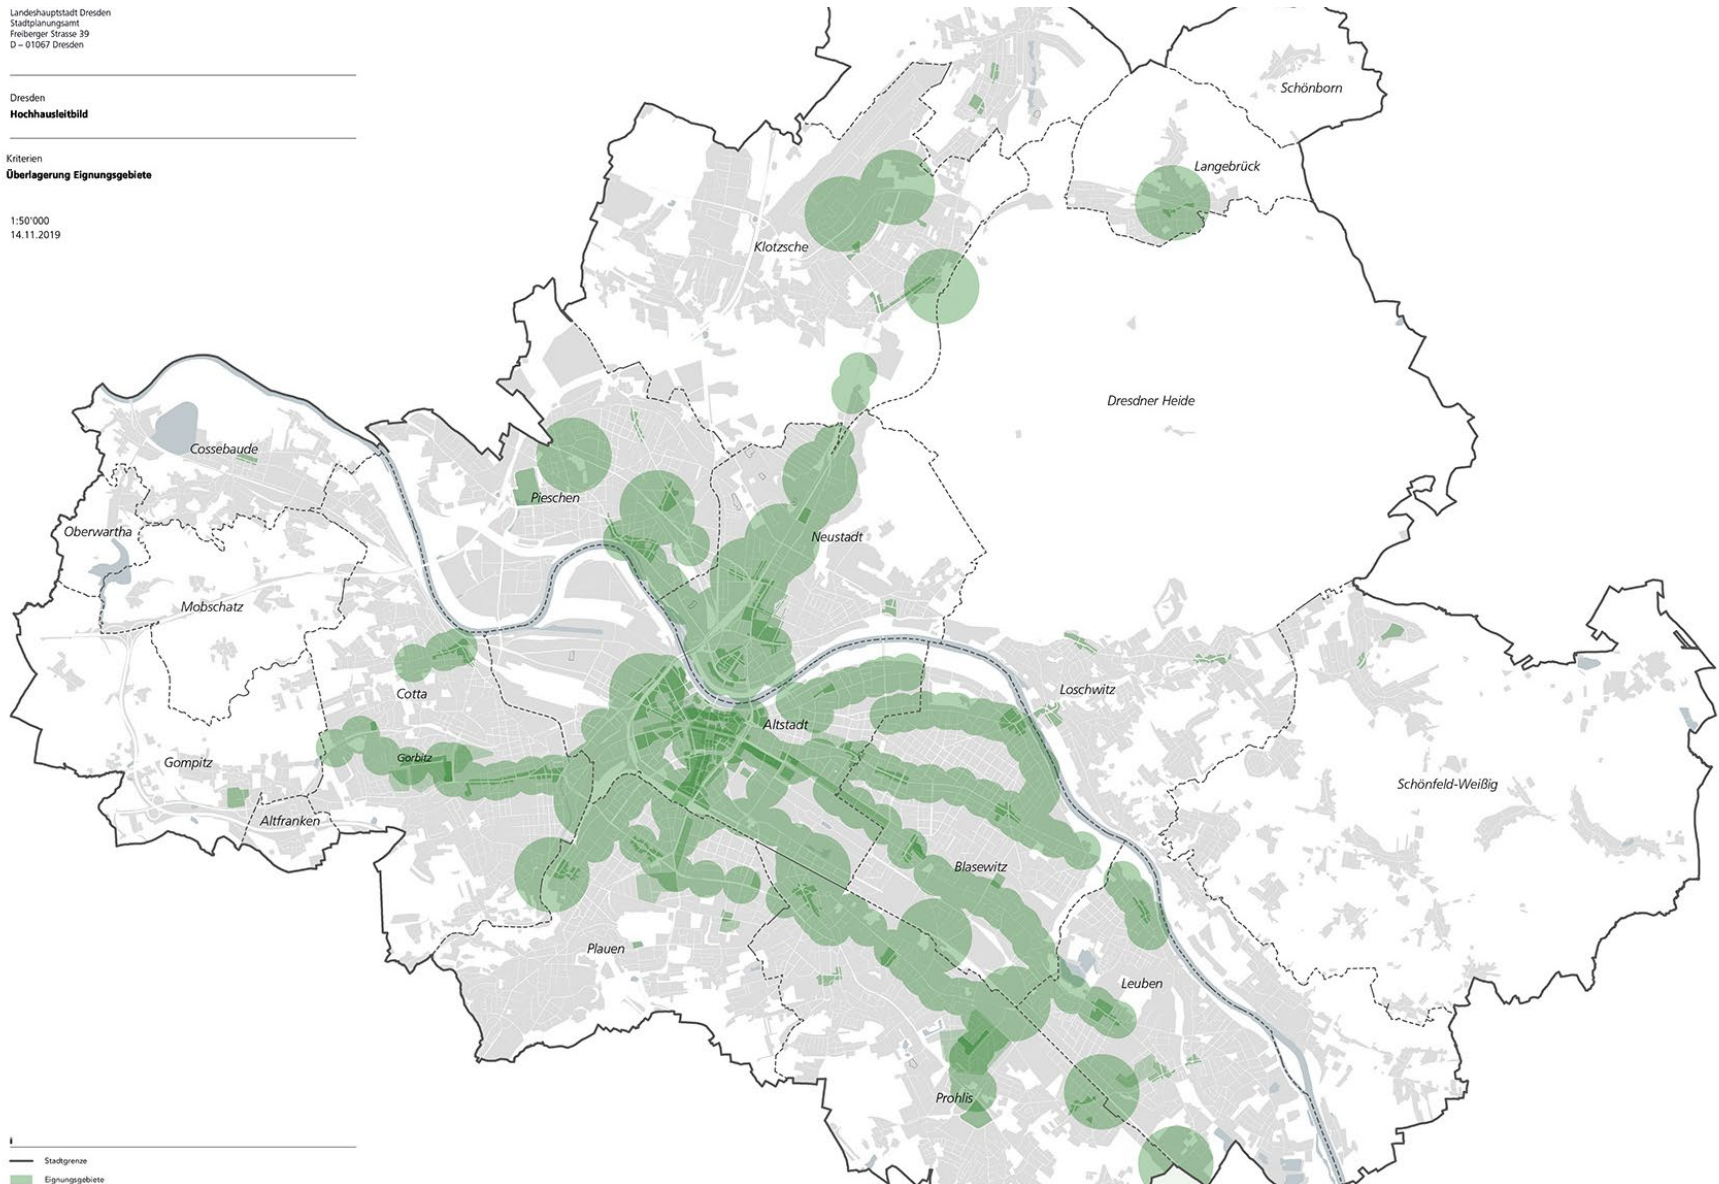 Landeshauptstadt Dresden
Stadtplanungsamt
Freiberger Strasse 39
D – 01067 Dresden
Dresden
Hochhausleitbild
Kriterien
Überlagerung Eignungsgebiete
1:50'000
14.11.2019
Schönborn
Langebrück
Klotzsche
Dresdner Heide
Cossebaude
Pieschen
Oberwartha
Neustadt
Mobschatz
Cotta
Loschwitz
Altstadt
Gorbitz
Gompitz
Schönfeld-Weißig
Altfranken
Blasewitz
Plauen
Leuben
Prohlis
Stadtgrenze
Eignungsgebiete